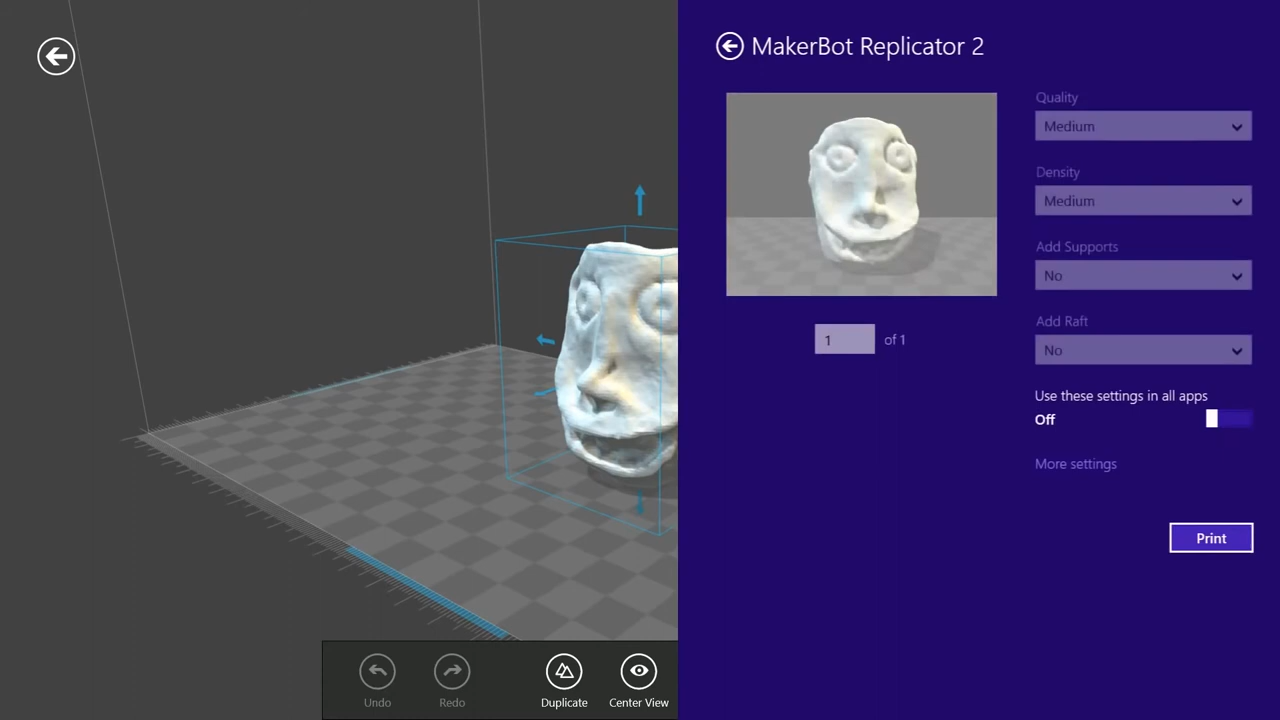 MakerBot Replicator 2
Quality
Medium
Density
Medium
Add Supports
No
Add Raft
No
1 of 1
Use these settings in all apps
Off
More settings
Print
Undo
Redo
Duplicate
Center View